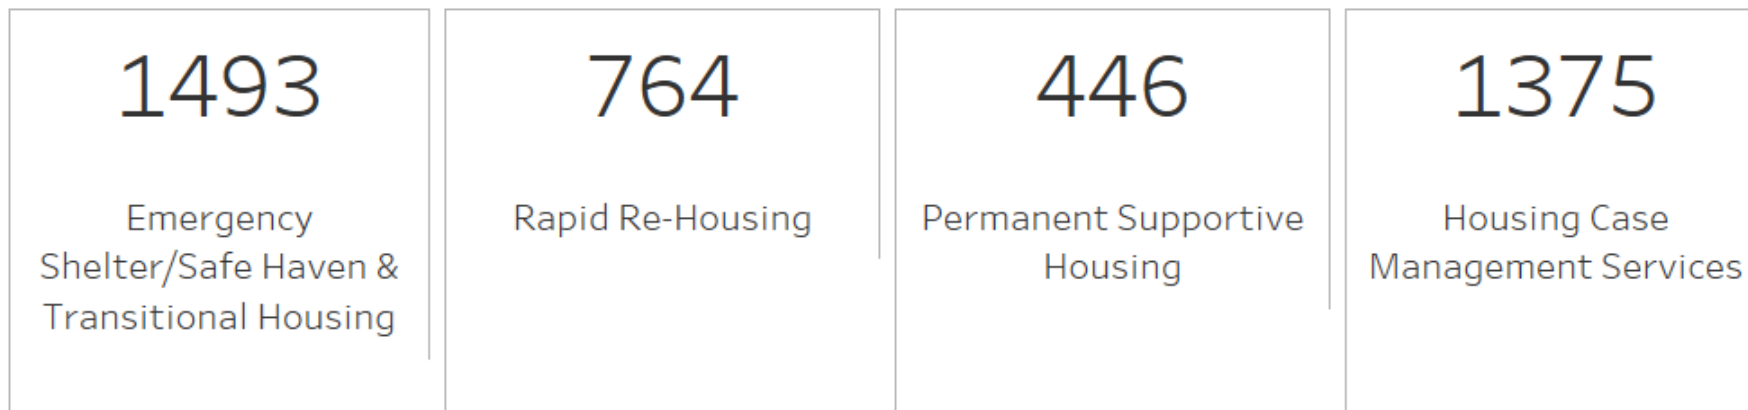 1493
Emergency
Shelter/Safe Haven &
Transitional Housing
764
Rapid Re-Housing
446
Permanent Supportive
Housing
1375
Housing Case
Management Services